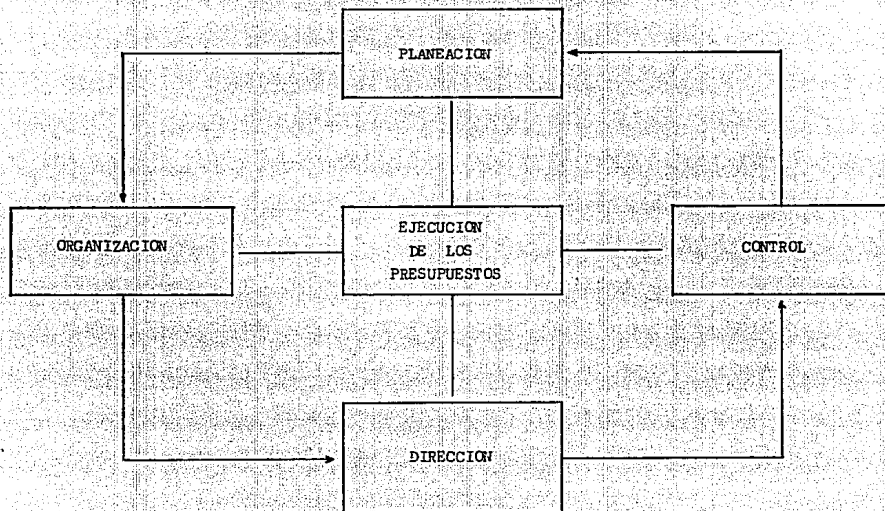 PLANEACION
ORGANIZACION
EJECUCION
DE LOS
PRESUPUESTOS
CONTROL
DIRECCION